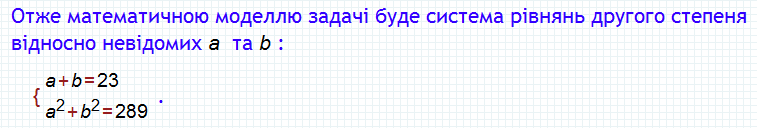 Отже математичною моделлю задачі буде система рівнянь другого степеня
відносно невідомих a та b :
{ a+b=23
a²+b²=289 .